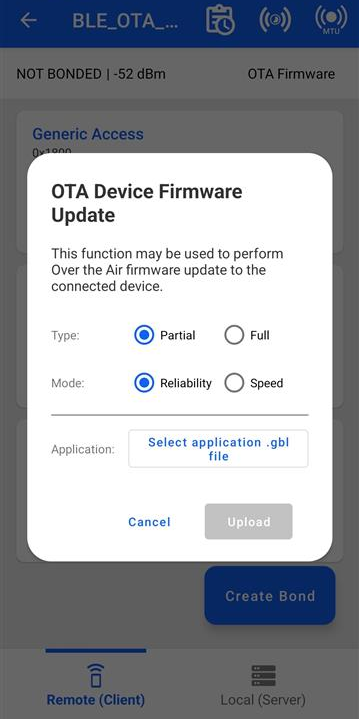 BLE_OTA_...
MTU
NOT BONDED | -52 dBm
OTA Firmware
Generic Access
0x1800
OTA Device Firmware
Update
This function may be used to perform
Over the Air firmware update to the
connected device.
Type:
Partial
Full
Mode:
Reliability
Speed
Application:
Select application .gbl
file
Cancel
Upload
Create Bond
Remote (Client)
Local (Server)